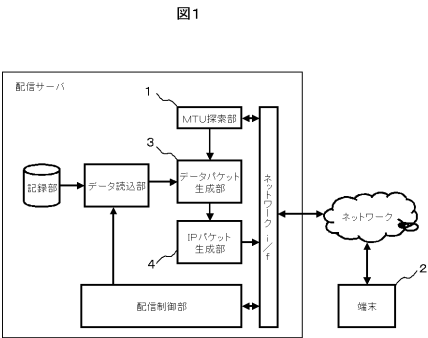 図1
配信サーバ
1
MTU探索部
3
記録部
データ読込部
データパケット
生成部
ネットワークi/f
ネットワーク
IPパケット
生成部
4
2
配信制御部
端末